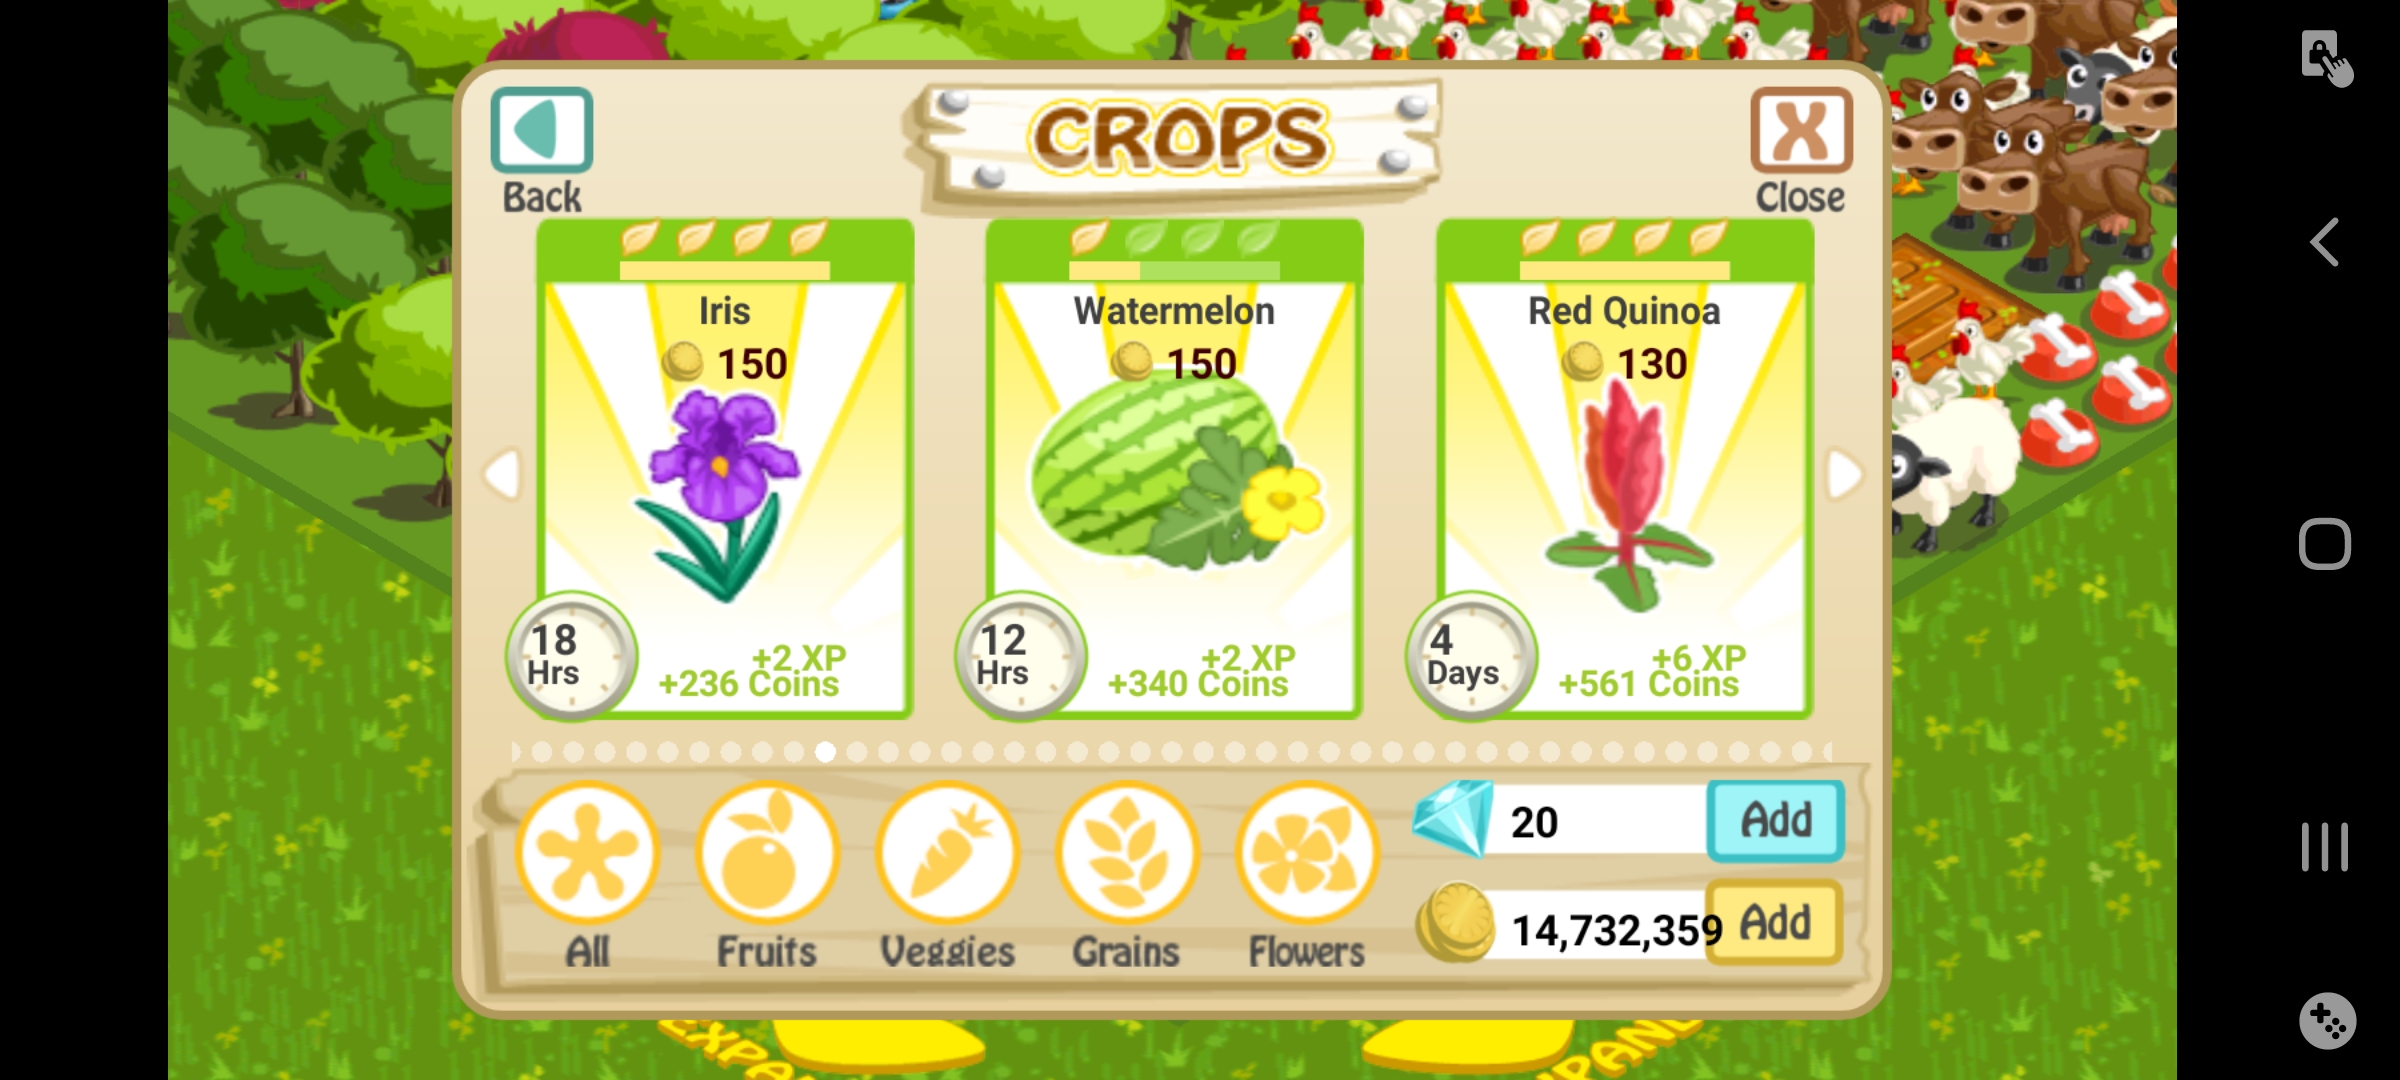 CROPS
Back
Close
Iris
150
18
Hrs
+2 XP
+236 Coins
Watermelon
150
12
Hrs
+2 XP
+340 Coins
Red Quinoa
130
4
Days
+6 XP
+561 Coins
All
Fruits
Veggies
Grains
Flowers
20
Add
14,732,359
Add